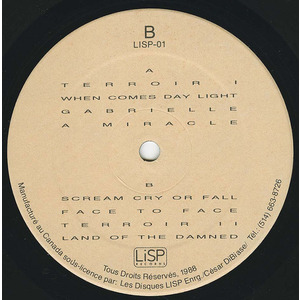 B
LISP-01
A
TERROIR I
WHEN COMES DAY LIGHT
GABRIELLE
A MIRACLE
B
SCREAM CRY OR FALL
FACE TO FACE
TERROIR II
LAND OF THE DAMNED
LiSP
RECORDS
Tous Droits Réservés, 1988
Manufacturé au Canada sous-licence par: Les Disques LISP Enrg./César DiBiase/ Tél.: (514) 663-8726